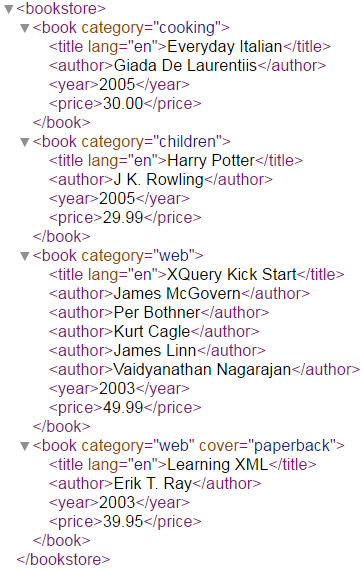 <bookstore>
<book category="cooking">
<title lang="en">Everyday Italian</title>
<author>Giada De Laurentiis</author>
<year>2005</year>
<price>30.00</price>
</book>
<book category="children">
<title lang="en">Harry Potter</title>
<author>J K. Rowling</author>
<year>2005</year>
<price>29.99</price>
</book>
<book category="web">
<title lang="en">XQuery Kick Start</title>
<author>James McGovern</author>
<author>Per Bothner</author>
<author>Kurt Cagle</author>
<author>James Linn</author>
<author>Vaidyanathan Nagarajan</author>
<year>2003</year>
<price>49.99</price>
</book>
<book category="web" cover="paperback">
<title lang="en">Learning XML</title>
<author>Erik T. Ray</author>
<year>2003</year>
<price>39.95</price>
</book>
</bookstore>